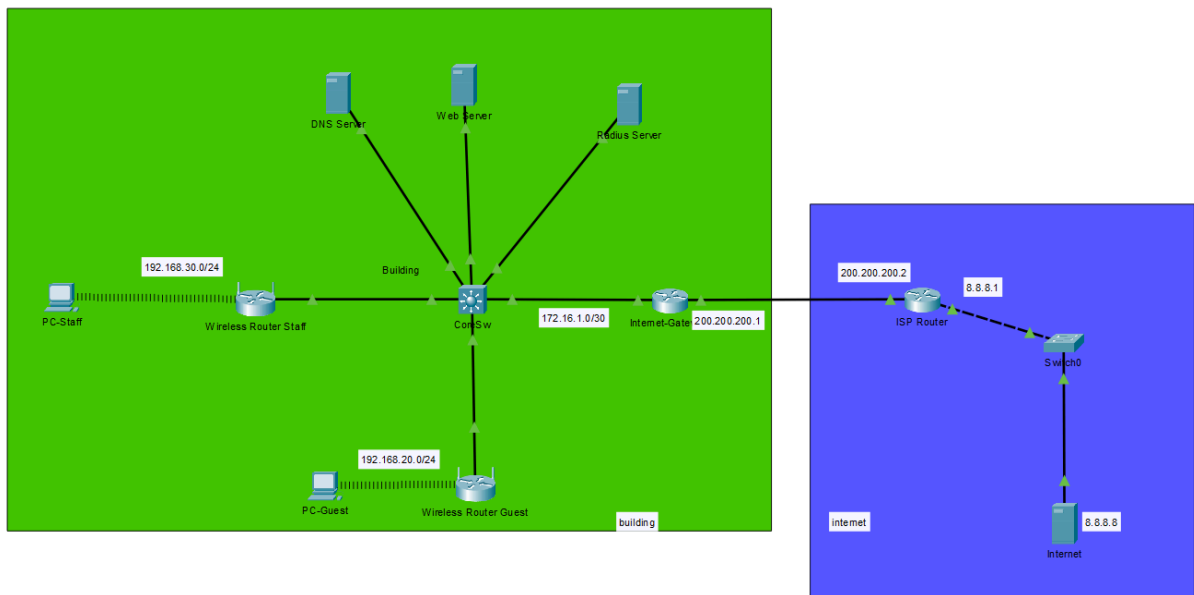 DNS Server
Web Server
Radius Server
192.168.30.0/24
Building
PC-Staff
Wireless Router Staff
CoreSw
172.16.1.0/30
200.200.200.1
200.200.200.2
8.8.8.1
ISP Router
Switch0
192.168.20.0/24
PC-Guest
Wireless Router Guest
building
internet
8.8.8.8
Internet